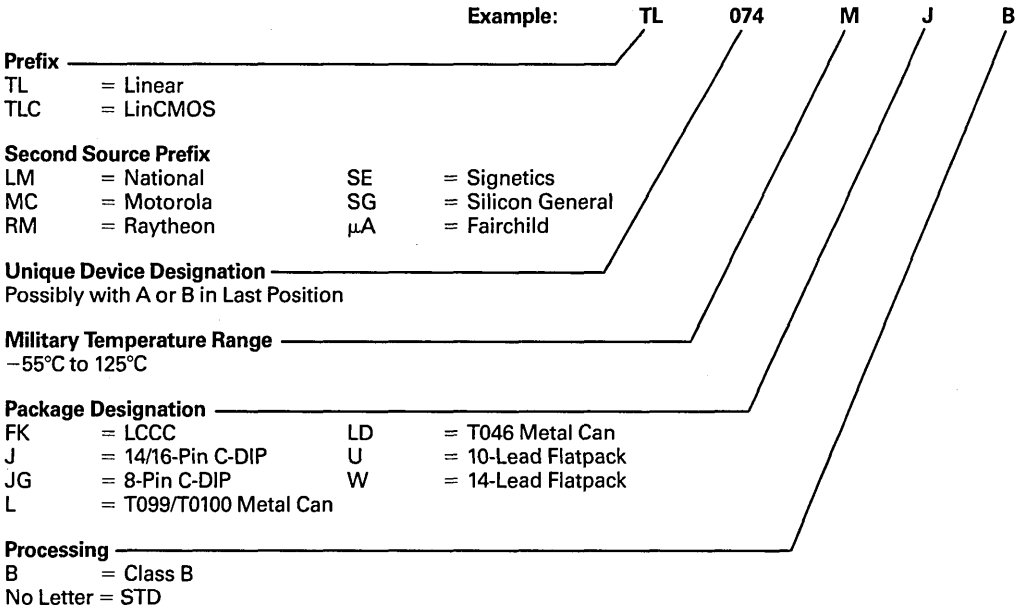 Example: TL 074 M J B
Prefix
TL = Linear
TLC = LinCMOS
Second Source Prefix
LM = National SE = Signetics
MC = Motorola SG = Silicon General
RM = Raytheon μA = Fairchild
Unique Device Designation
Possibly with A or B in Last Position
Military Temperature Range
−55°C to 125°C
Package Designation
FK = LCCC LD = T046 Metal Can
J = 14/16-Pin C-DIP U = 10-Lead Flatpack
JG = 8-Pin C-DIP W = 14-Lead Flatpack
L = T099/T0100 Metal Can
Processing
B = Class B
No Letter = STD